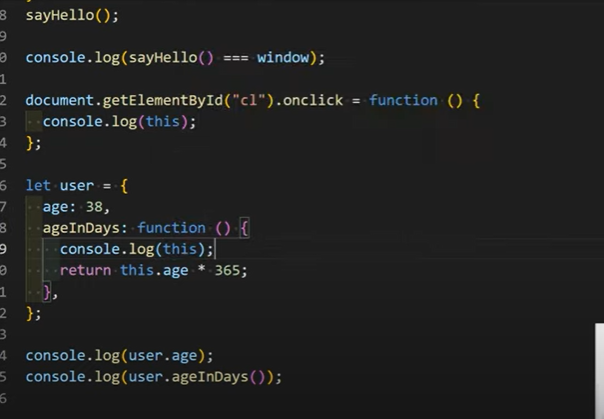 8 sayHello();
9
0 console.log(sayHello() === window);
1
2 document.getElementById("cl").onclick = function () {
3 console.log(this);
4 };
5
6 let user = {
7 age: 38,
8 ageInDays: function () {
9 console.log(this);
0 return this.age * 365;
1 },
2 };
3
4 console.log(user.age);
5 console.log(user.ageInDays());
6